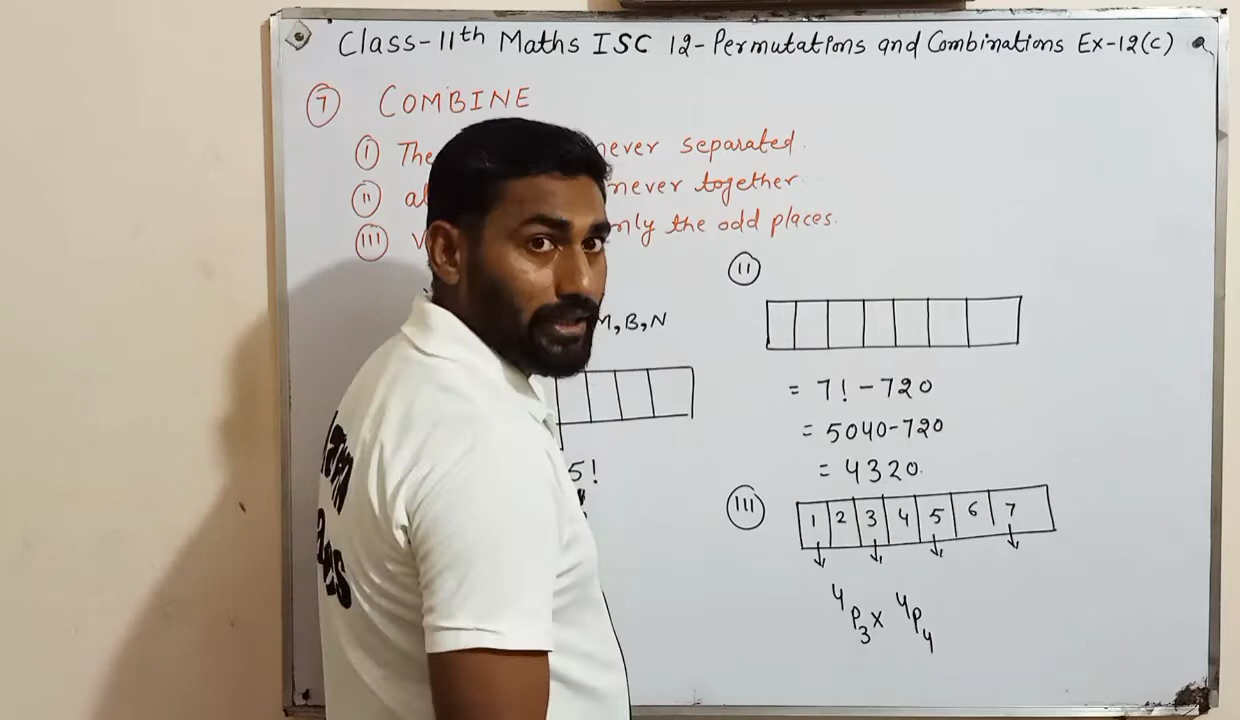 Class-11th Maths ISC 12-Permutations and Combinations Ex-12(C)
7 COMBINE
I The never separated.
II never together.
III the odd places.
M, B, N
5!
II
= 7! - 720
= 5040-720
= 4320.
III
1 2 3 4 5 6 7
4P3 x 4P4